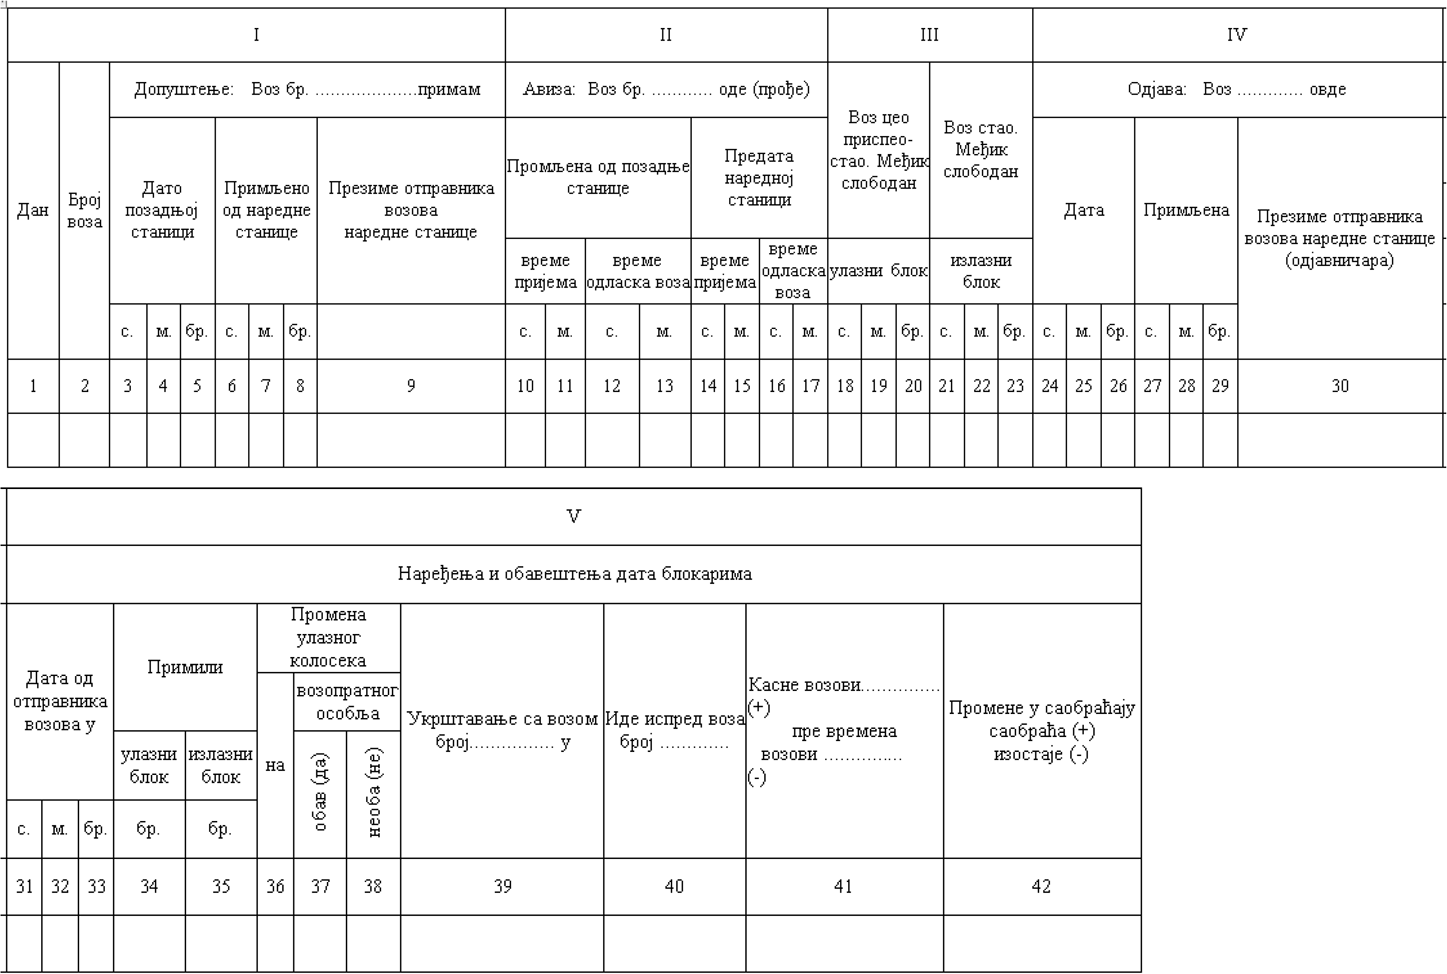 I II III IV
Допуштење: Воз бр. ....................примам
Авиза: Воз бр. ............ оде (прође)
Одјава: Воз ............. овде
Дан
Број
воза
Дато
позадњој
станици
Примљено
од наредне
станице
Презиме отправника
возова
наредне станице
Промљена од позадње
станице
Предата
наредној
станици
Воз цео
приспео-
стао. Међик
слободан
Воз стао.
Међик
слободан
Дата
Примљена
Презиме отправника
возова наредне станице
(одјавничара)
време
пријема
време
одласка воза
време
пријема
време
одласка
воза
улазни блок
излазни
блок
с. м. бр. с. м. бр. с. м. с. м. с. м. с. м. с. м. бр. с. м. бр. с. м. бр. с. м. бр.
1 2 3 4 5 6 7 8 9 10 11 12 13 14 15 16 17 18 19 20 21 22 23 24 25 26 27 28 29 30
V
Наређења и обавештења дата блокарима
Дата од
отправника
возова у
Примили
Промена
улазног
колосека
улазни
блок
излазни
блок
на
возопратног
особља
обав (да)
необа (не)
Укрштавање са возом
број................ у
Иде испред воза
број .............
Касне возови...............
(+)
пре времена
возови ...............
(-)
Промене у саобраћају
саобраћа (+)
изостаје (-)
с. м. бр. бр. бр.
31 32 33 34 35 36 37 38 39 40 41 42